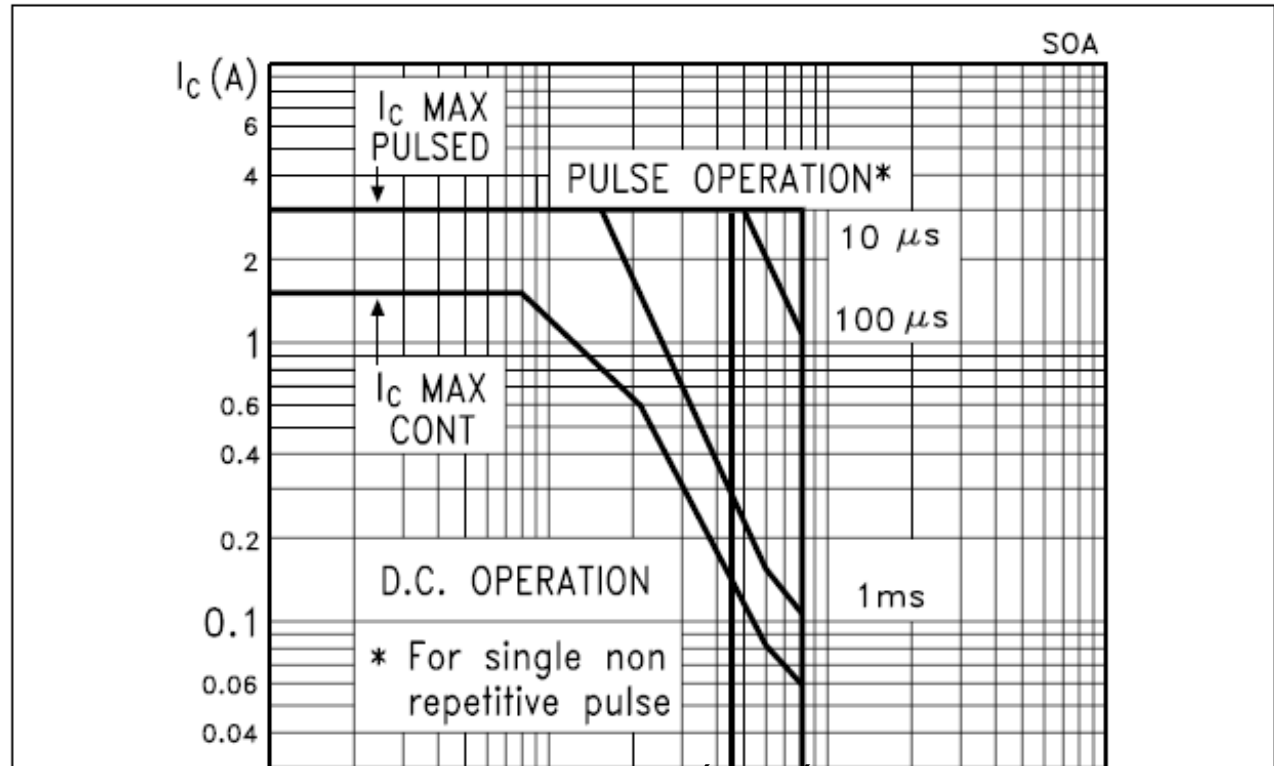 SOA
I_C (A)
I_C MAX
PULSED
6
4
PULSE OPERATION*
10 μs
2
100 μs
1
I_C MAX
CONT
0.6
0.4
0.2
D.C. OPERATION
1ms
0.1
* For single non
repetitive pulse
0.06
0.04